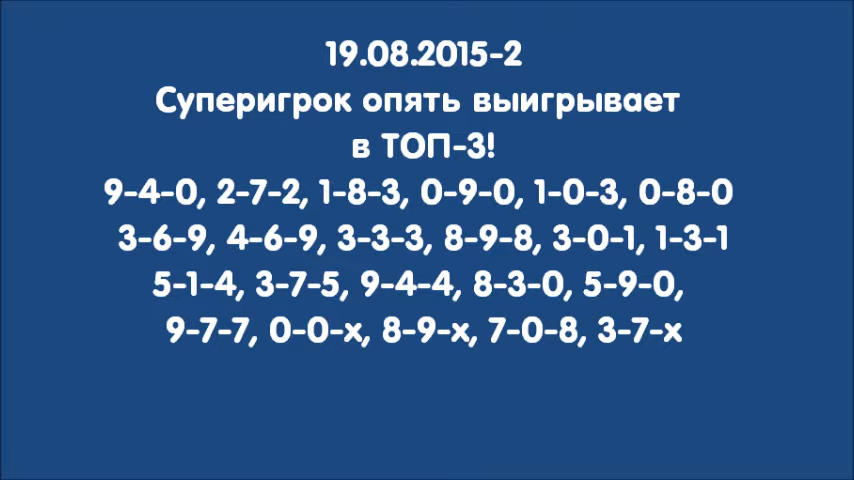 19.08.2015-2
Суперигрок опять выигрывает
в ТОП-3!
9-4-0, 2-7-2, 1-8-3, 0-9-0, 1-0-3, 0-8-0
3-6-9, 4-6-9, 3-3-3, 8-9-8, 3-0-1, 1-3-1
5-1-4, 3-7-5, 9-4-4, 8-3-0, 5-9-0,
9-7-7, 0-0-х, 8-9-х, 7-0-8, 3-7-х